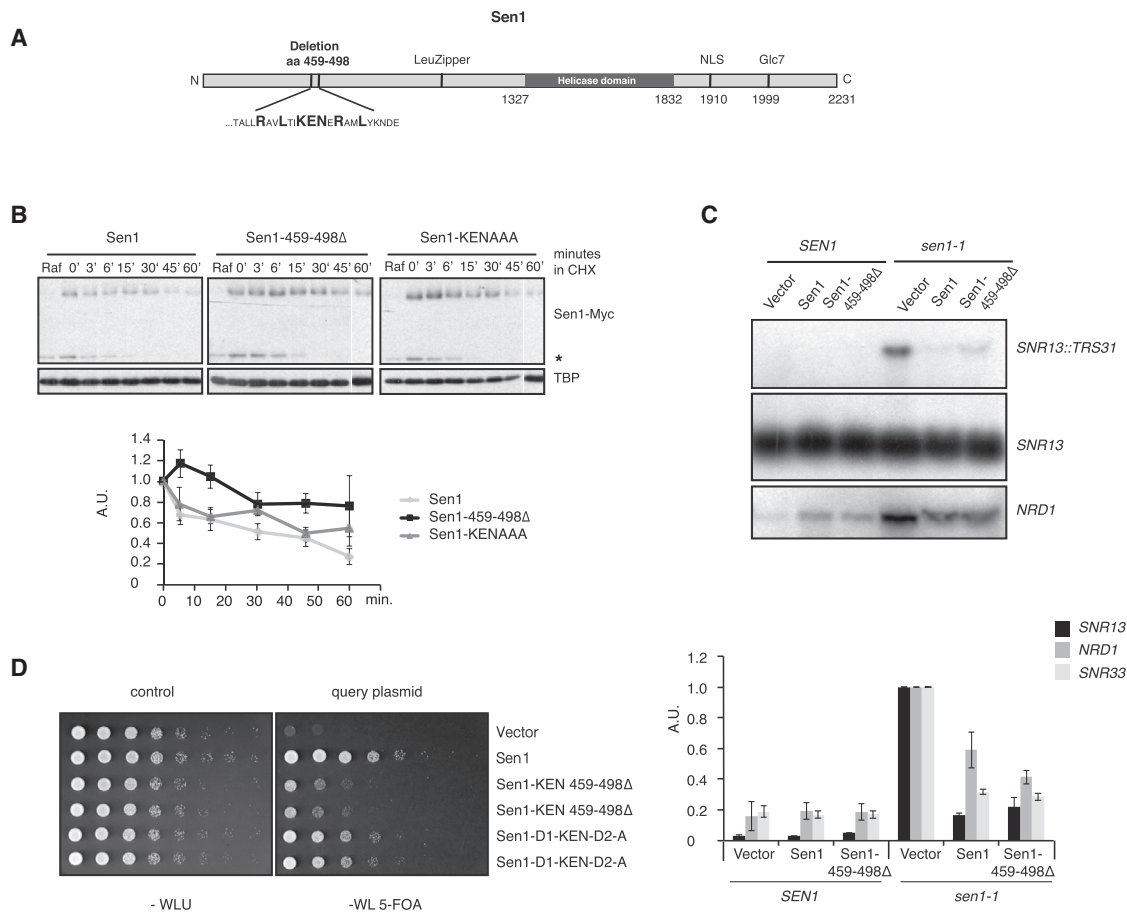 Sen1
A
Deletion
aa 459-498
LeuZipper
NLS
Glc7
N
Helicase domain
C
1327
1832
1910
1999
2231
...TALLRAVLTIKENERAMLYKNDE
B
Sen1
Sen1-459-498Δ
Sen1-KENAAA
minutes
in CHX
Raf 0' 3' 6' 15' 30' 45' 60'
Raf 0' 3' 6' 15' 30' 45' 60'
Raf 0' 3' 6' 15' 30' 45' 60'
Sen1-Myc
*
TBP
1.4
1.2
1.0
0.8
0.6
0.4
0.2
0
A.U.
0 10 20 30 40 50 60 min.
Sen1
Sen1-459-498Δ
Sen1-KENAAA
C
SEN1
sen1-1
Vector
Sen1
Sen1-
459-498Δ
Vector
Sen1
Sen1-
459-498Δ
SNR13::TRS31
SNR13
NRD1
SNR13
NRD1
SNR33
1.2
1.0
0.8
0.6
0.4
0.2
0
A.U.
Vector
Sen1
Sen1-
459-498Δ
Vector
Sen1
Sen1-
459-498Δ
SEN1
sen1-1
D
control
query plasmid
Vector
Sen1
Sen1-KEN 459-498Δ
Sen1-KEN 459-498Δ
Sen1-D1-KEN-D2-A
Sen1-D1-KEN-D2-A
- WLU
-WL 5-FOA